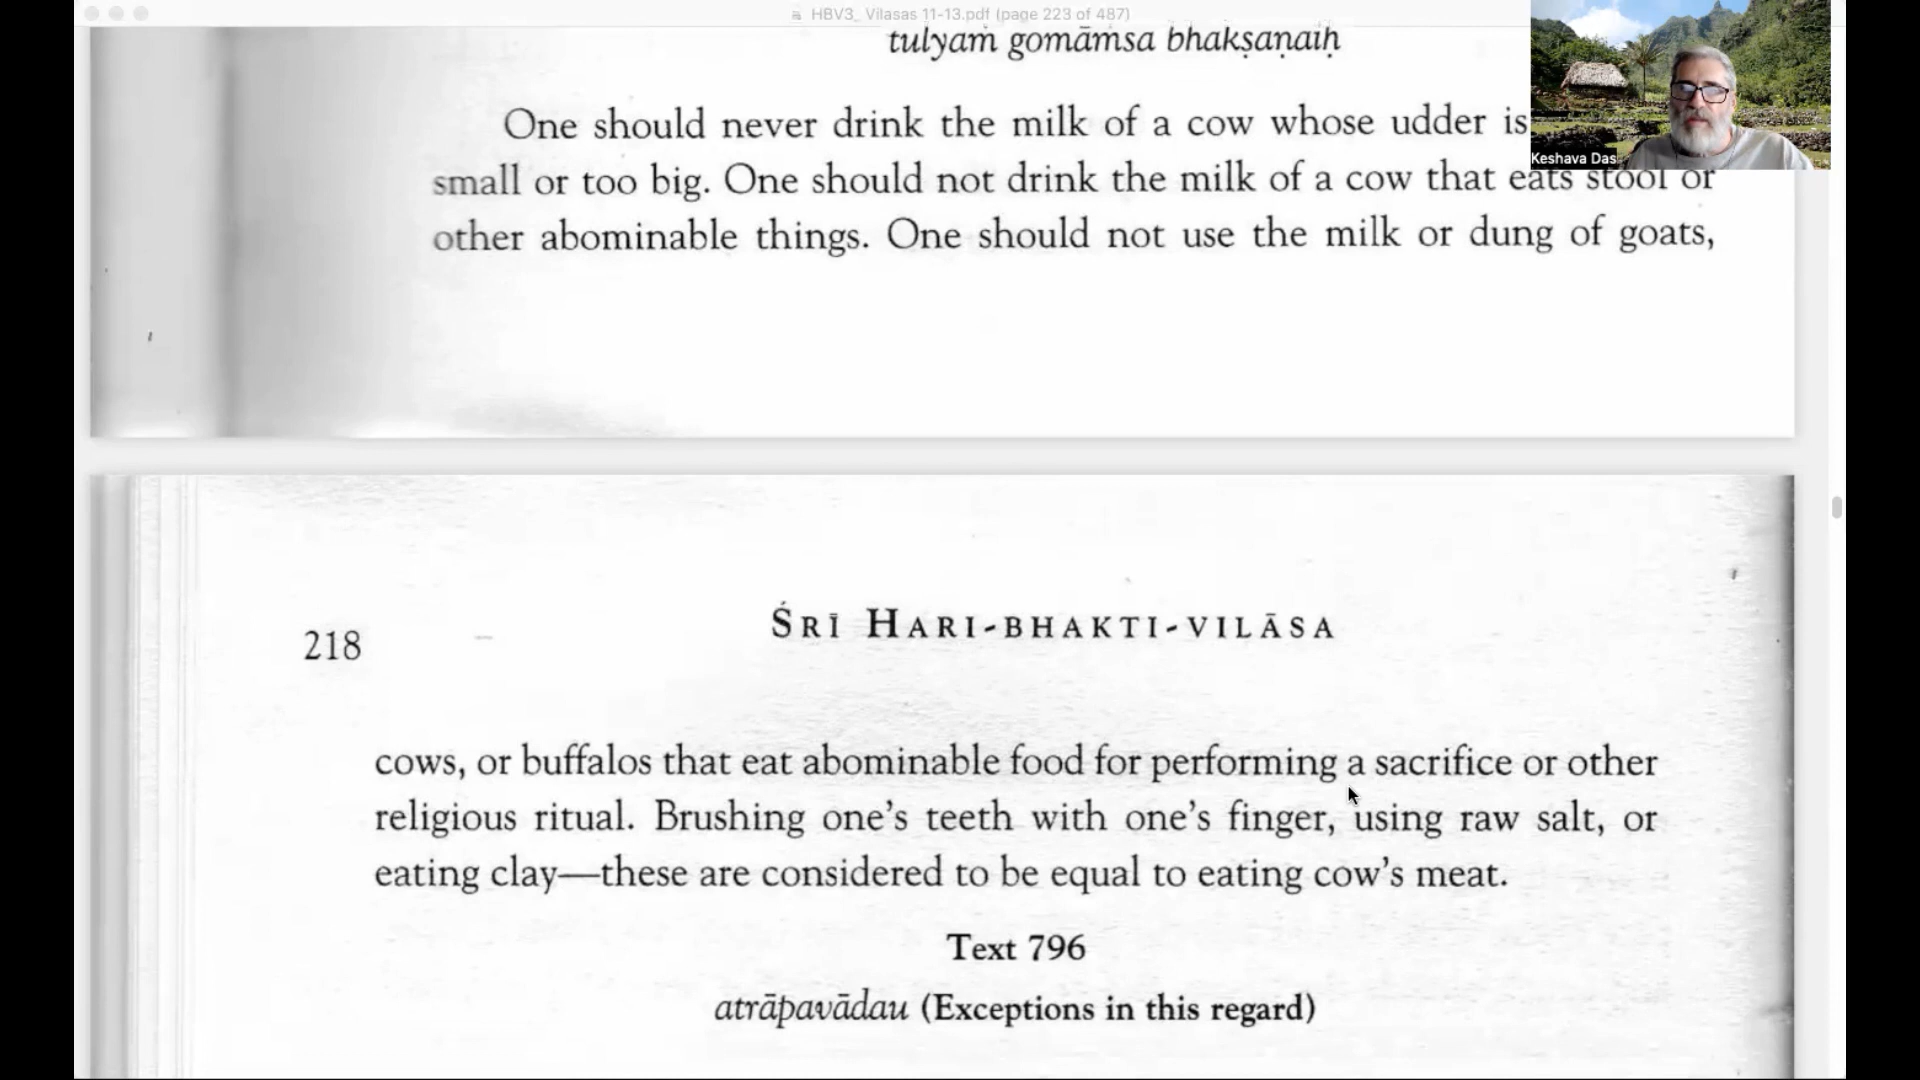 HBV3_ Vilasas 11-13.pdf (page 223 of 487)
tulyaṁ gomāṁsa bhakṣaṇaiḥ
Keshava Das
One should never drink the milk of a cow whose udder is
small or too big. One should not drink the milk of a cow that eats stool or
other abominable things. One should not use the milk or dung of goats,
218
ŚRĪ HARI-BHAKTI-VILĀSA
cows, or buffalos that eat abominable food for performing a sacrifice or other
religious ritual. Brushing one’s teeth with one’s finger, using raw salt, or
eating clay—these are considered to be equal to eating cow’s meat.
Text 796
atrāpavādau (Exceptions in this regard)